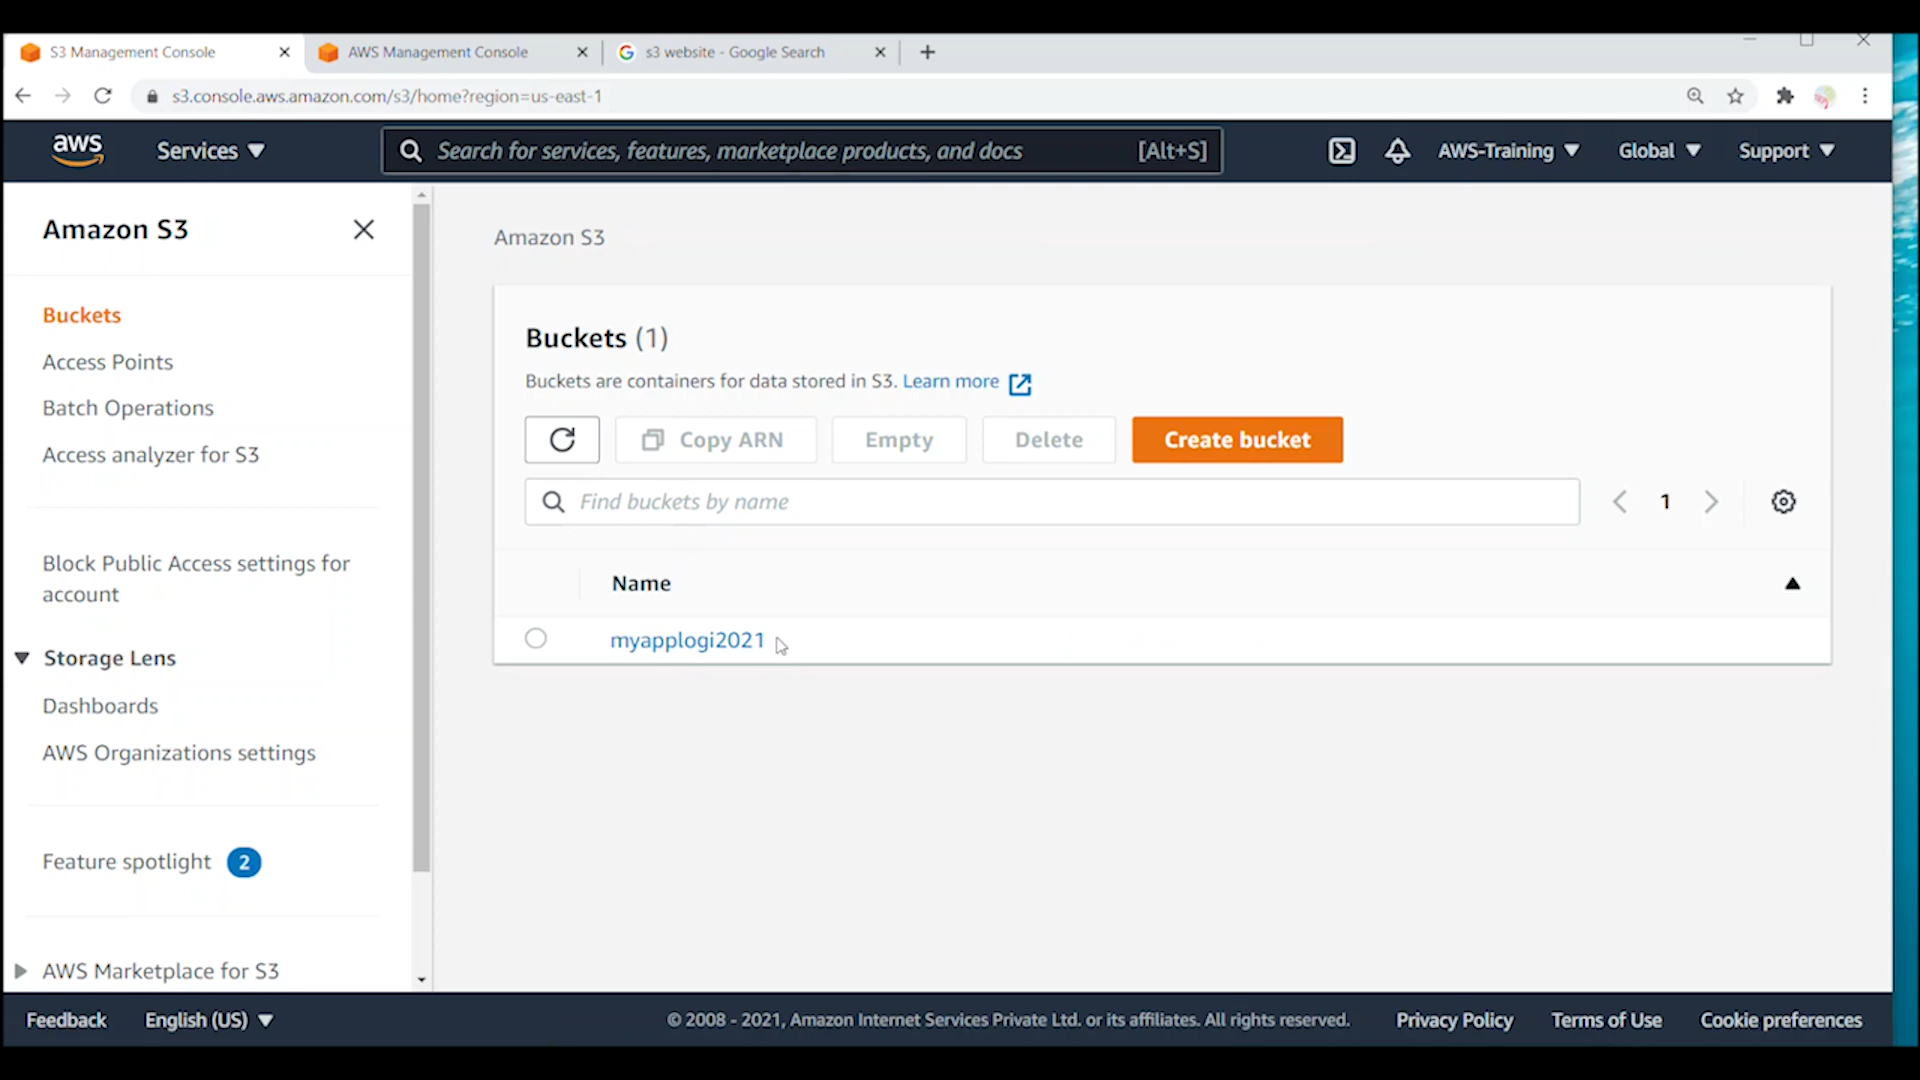 S3 Management Console
AWS Management Console
s3 website - Google Search
s3.console.aws.amazon.com/s3/home?region=us-east-1
aws
Services
Search for services, features, marketplace products, and docs
[Alt+S]
AWS-Training
Global
Support
Amazon S3
Buckets
Access Points
Batch Operations
Access analyzer for S3
Block Public Access settings for
account
Storage Lens
Dashboards
AWS Organizations settings
Feature spotlight 2
AWS Marketplace for S3
Amazon S3
Buckets (1)
Buckets are containers for data stored in S3. Learn more
Copy ARN
Empty
Delete
Create bucket
Find buckets by name
1
Name
myapplogi2021
Feedback
English (US)
© 2008 - 2021, Amazon Internet Services Private Ltd. or its affiliates. All rights reserved.
Privacy Policy
Terms of Use
Cookie preferences